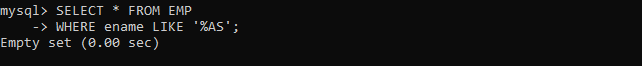 mysql> SELECT * FROM EMP
    -> WHERE ename LIKE '%AS';
Empty set (0.00 sec)